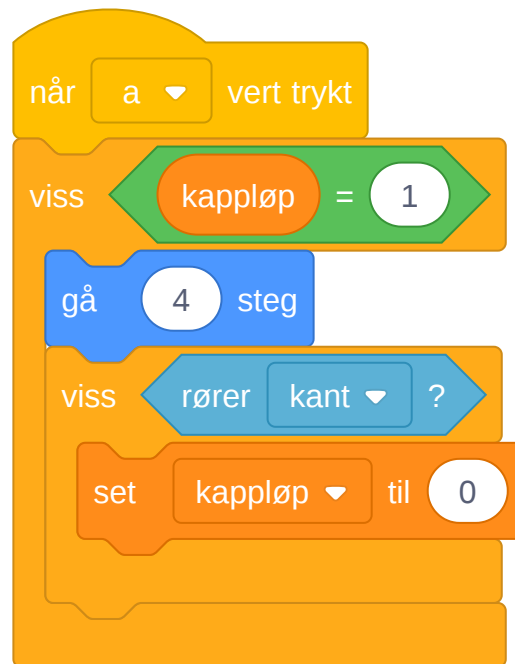 når a vert trykt
viss kappløp = 1
gå 4 steg
viss rører kant ?
set kappløp til 0